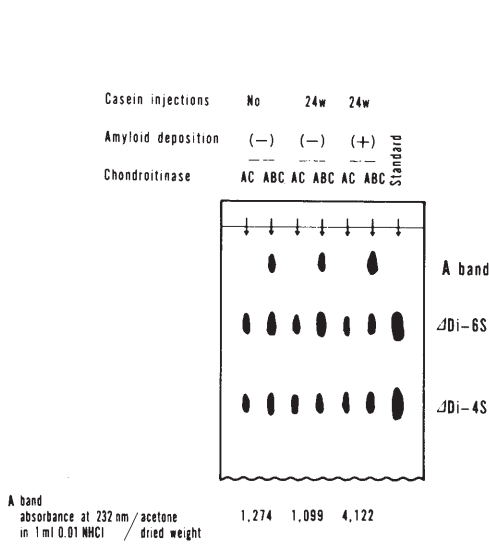 Casein injections No 24w 24w
Amyloid deposition (−) (−) (+)
Standard
Chondroitinase AC ABC AC ABC AC ABC
A band
⊿Di−6S
⊿Di−4S
A band
absorbance at 232 nm / acetone
in 1 ml 0.01 NHCl / dried weight
1,274 1,099 4,122